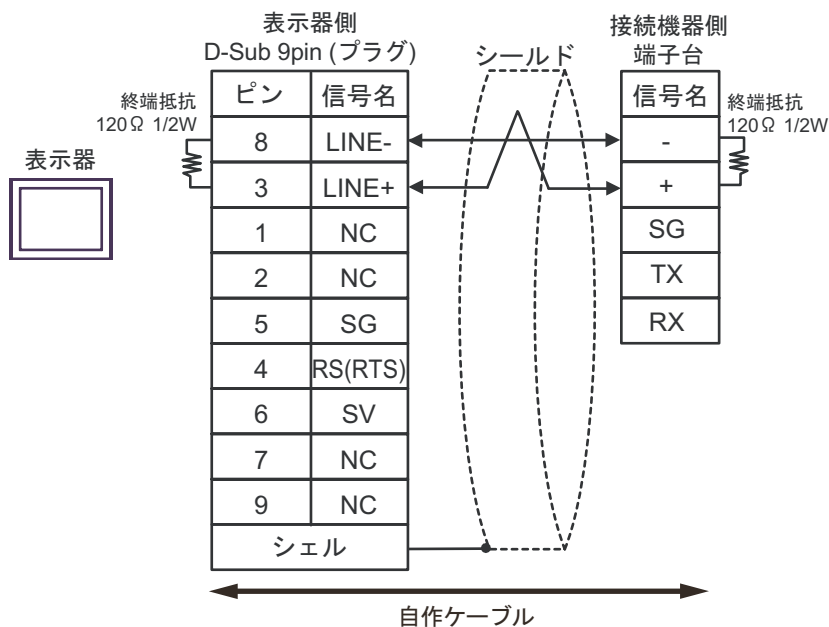 表示器側
D-Sub 9pin (プラグ)
シールド
接続機器側
端子台
終端抵抗
120Ω 1/2W
ピン 信号名
信号名
終端抵抗
120Ω 1/2W
表示器
8 LINE-
-
3 LINE+
+
1 NC
SG
2 NC
TX
5 SG
RX
4 RS(RTS)
6 SV
7 NC
9 NC
シェル
自作ケーブル